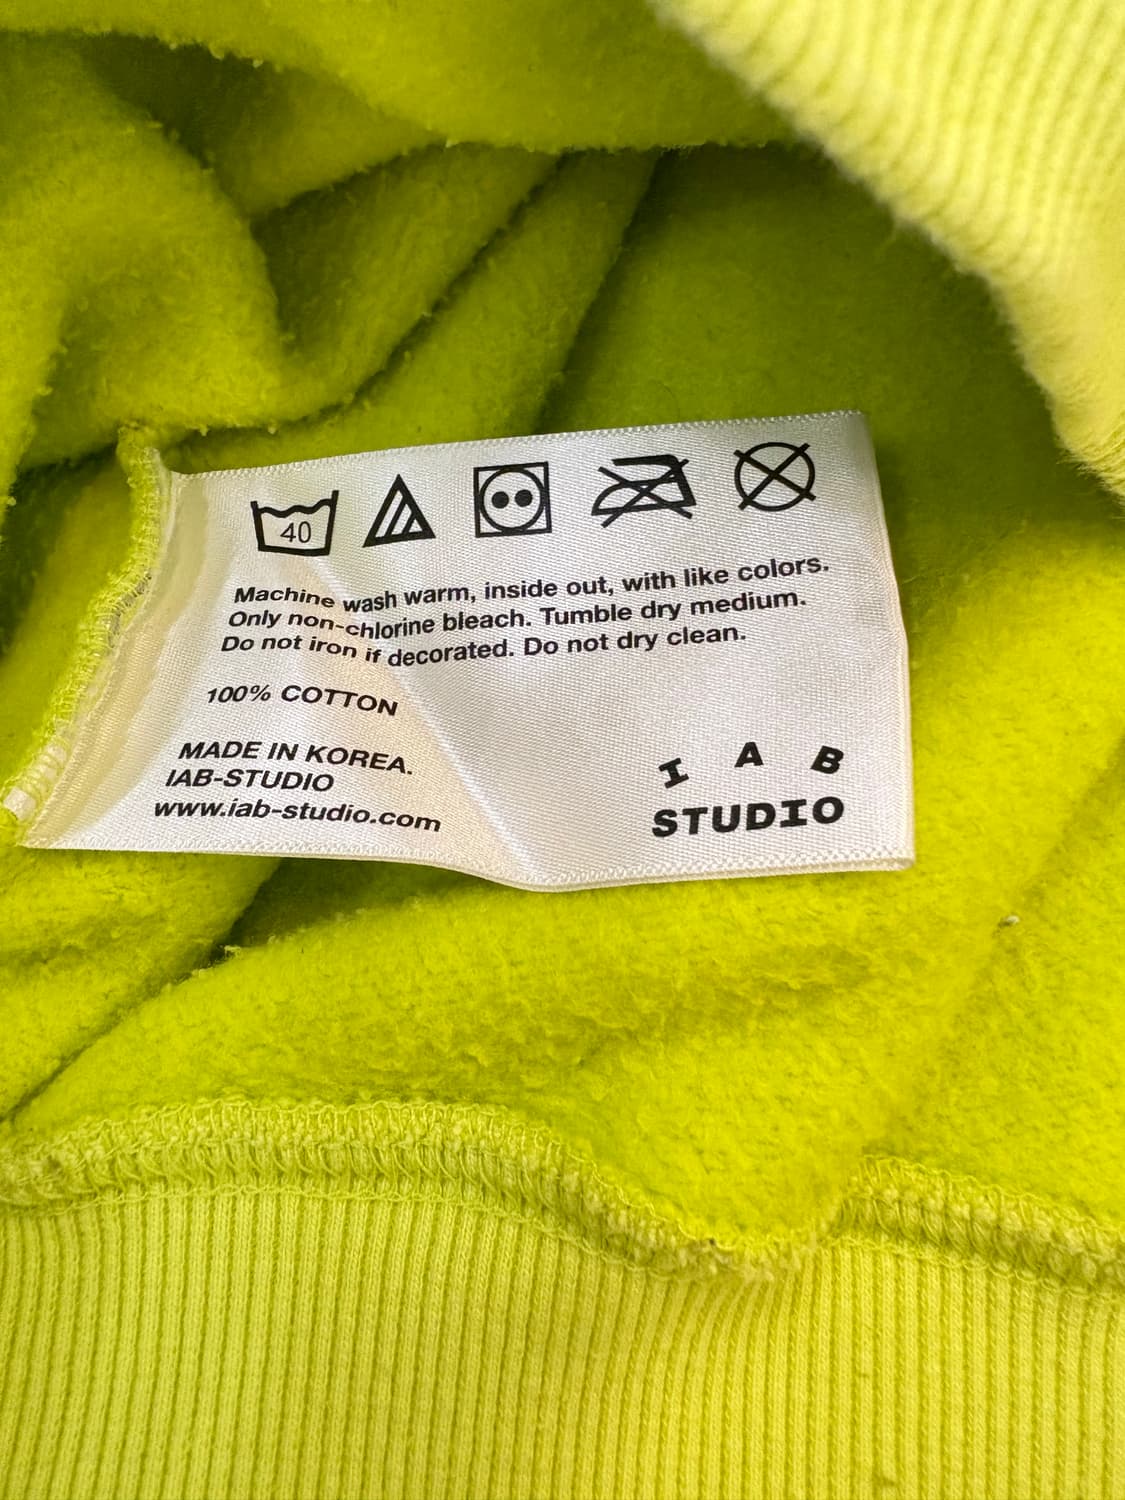 40
Machine wash warm, inside out, with like colors.
Only non-chlorine bleach. Tumble dry medium.
Do not iron if decorated. Do not dry clean.
100% COTTON
MADE IN KOREA.
IAB-STUDIO
www.iab-studio.com
I A B
STUDIO